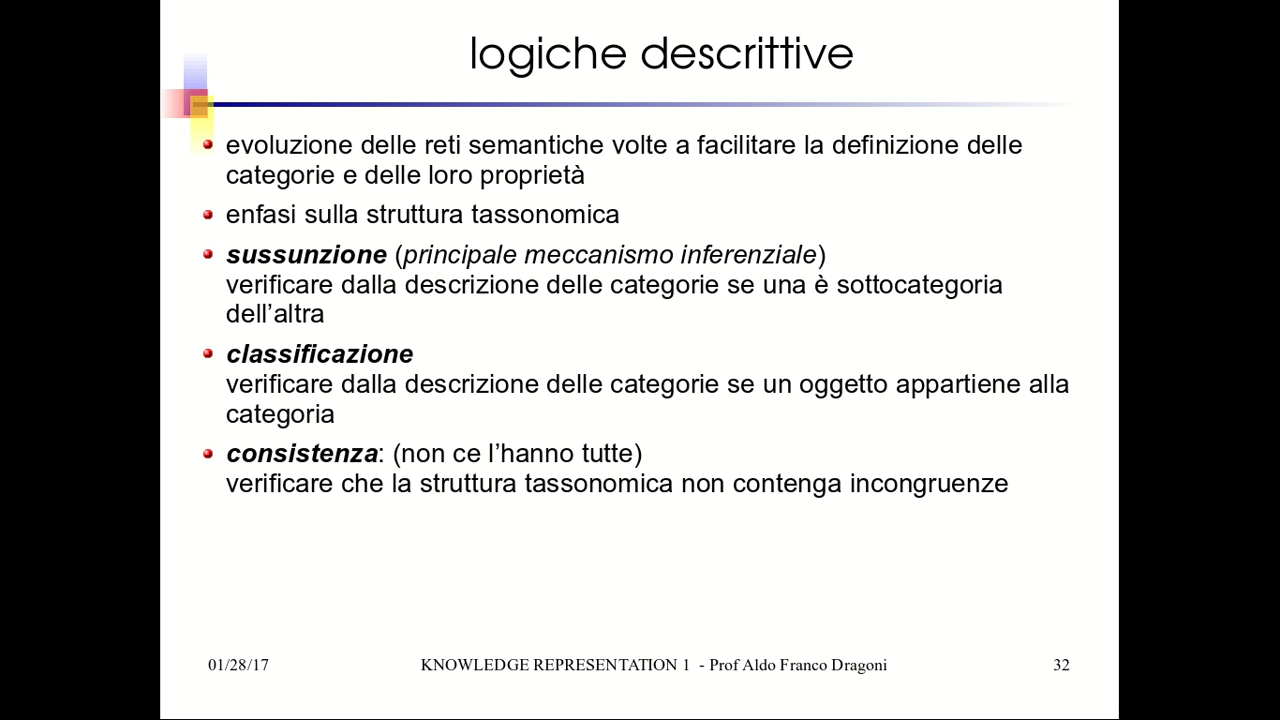 logiche descrittive
evoluzione delle reti semantiche volte a facilitare la definizione delle
categorie e delle loro proprietà
enfasi sulla struttura tassonomica
sussunzione (principale meccanismo inferenziale)
verificare dalla descrizione delle categorie se una è sottocategoria
dell’altra
classificazione
verificare dalla descrizione delle categorie se un oggetto appartiene alla
categoria
consistenza: (non ce l’hanno tutte)
verificare che la struttura tassonomica non contenga incongruenze
01/28/17 KNOWLEDGE REPRESENTATION 1 - Prof Aldo Franco Dragoni 32